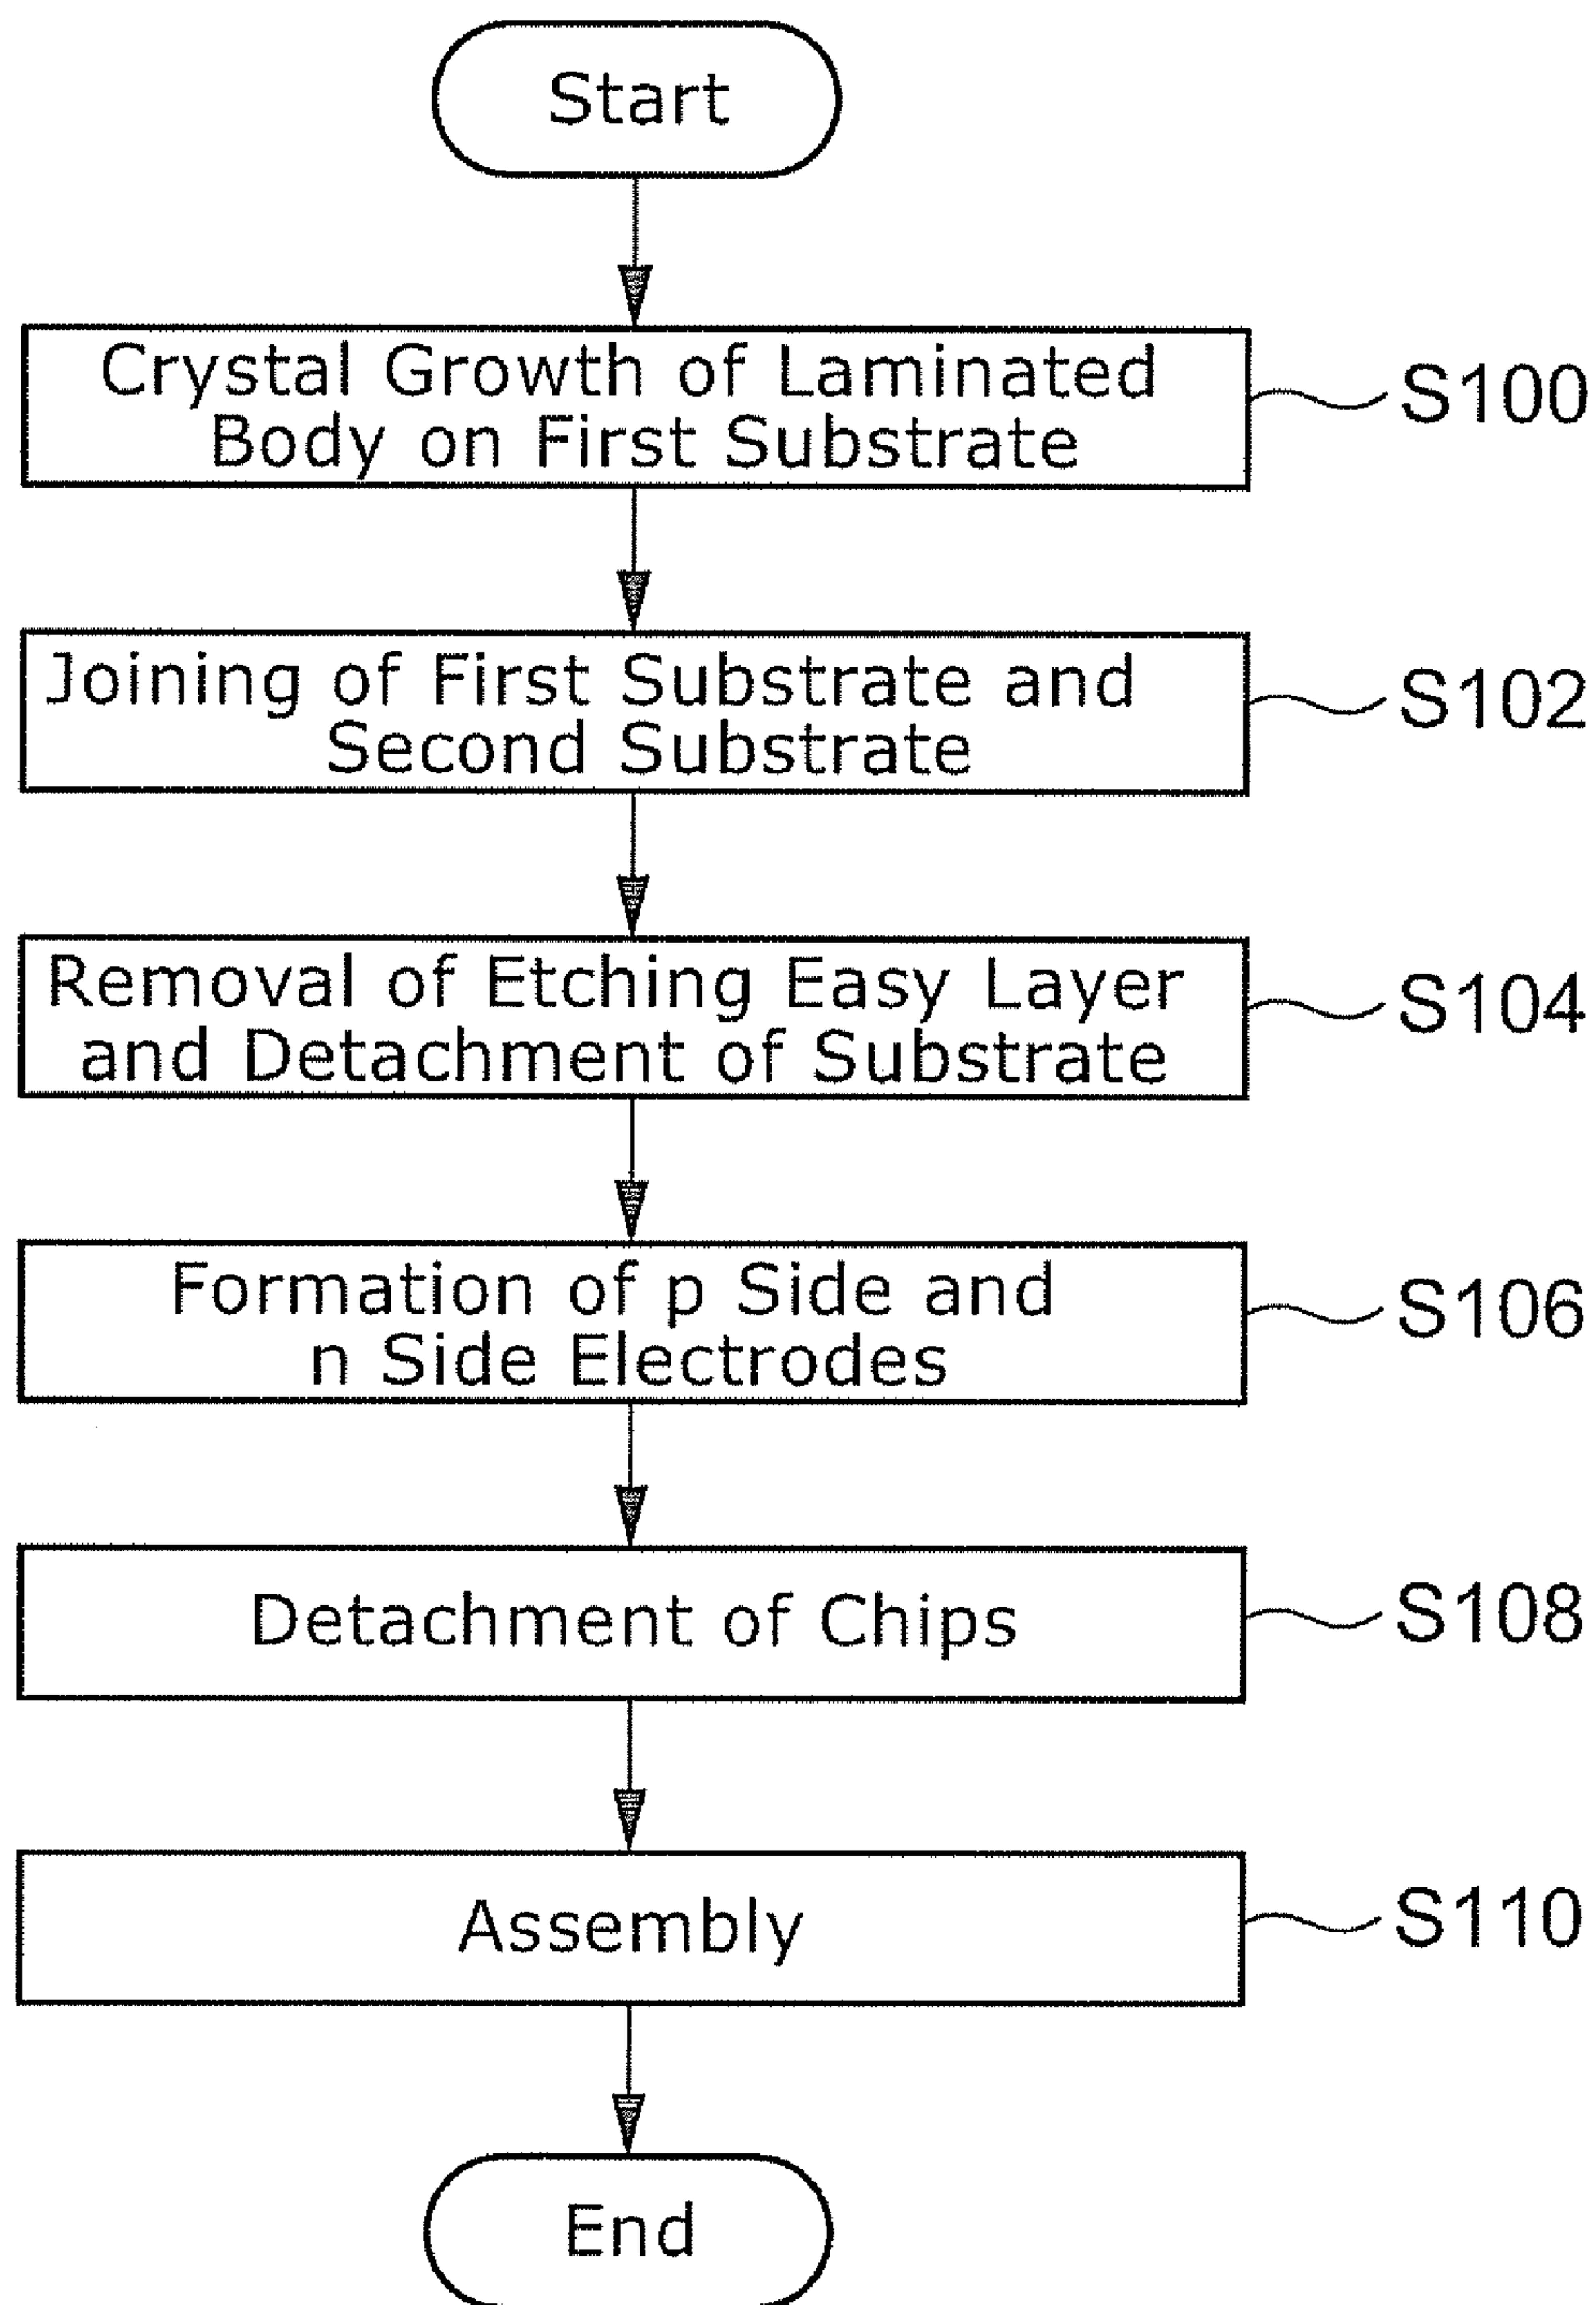 Start
Crystal Growth of Laminated
Body on First Substrate
S100
Joining of First Substrate and
Second Substrate
S102
Removal of Etching Easy Layer
and Detachment of Substrate
S104
Formation of p Side and
n Side Electrodes
S106
Detachment of Chips
S108
Assembly
S110
End